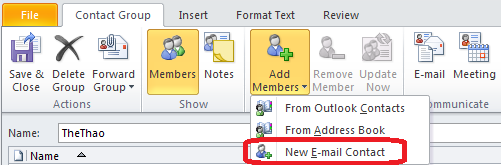 File Contact Group Insert Format Text Review
Save & Close Delete Group Forward Group Members Notes Add Members Remove Member Update Now E-mail Meeting
Actions Show Communicate
From Outlook Contacts
From Address Book
New E-mail Contact
Name: TheThao
Name